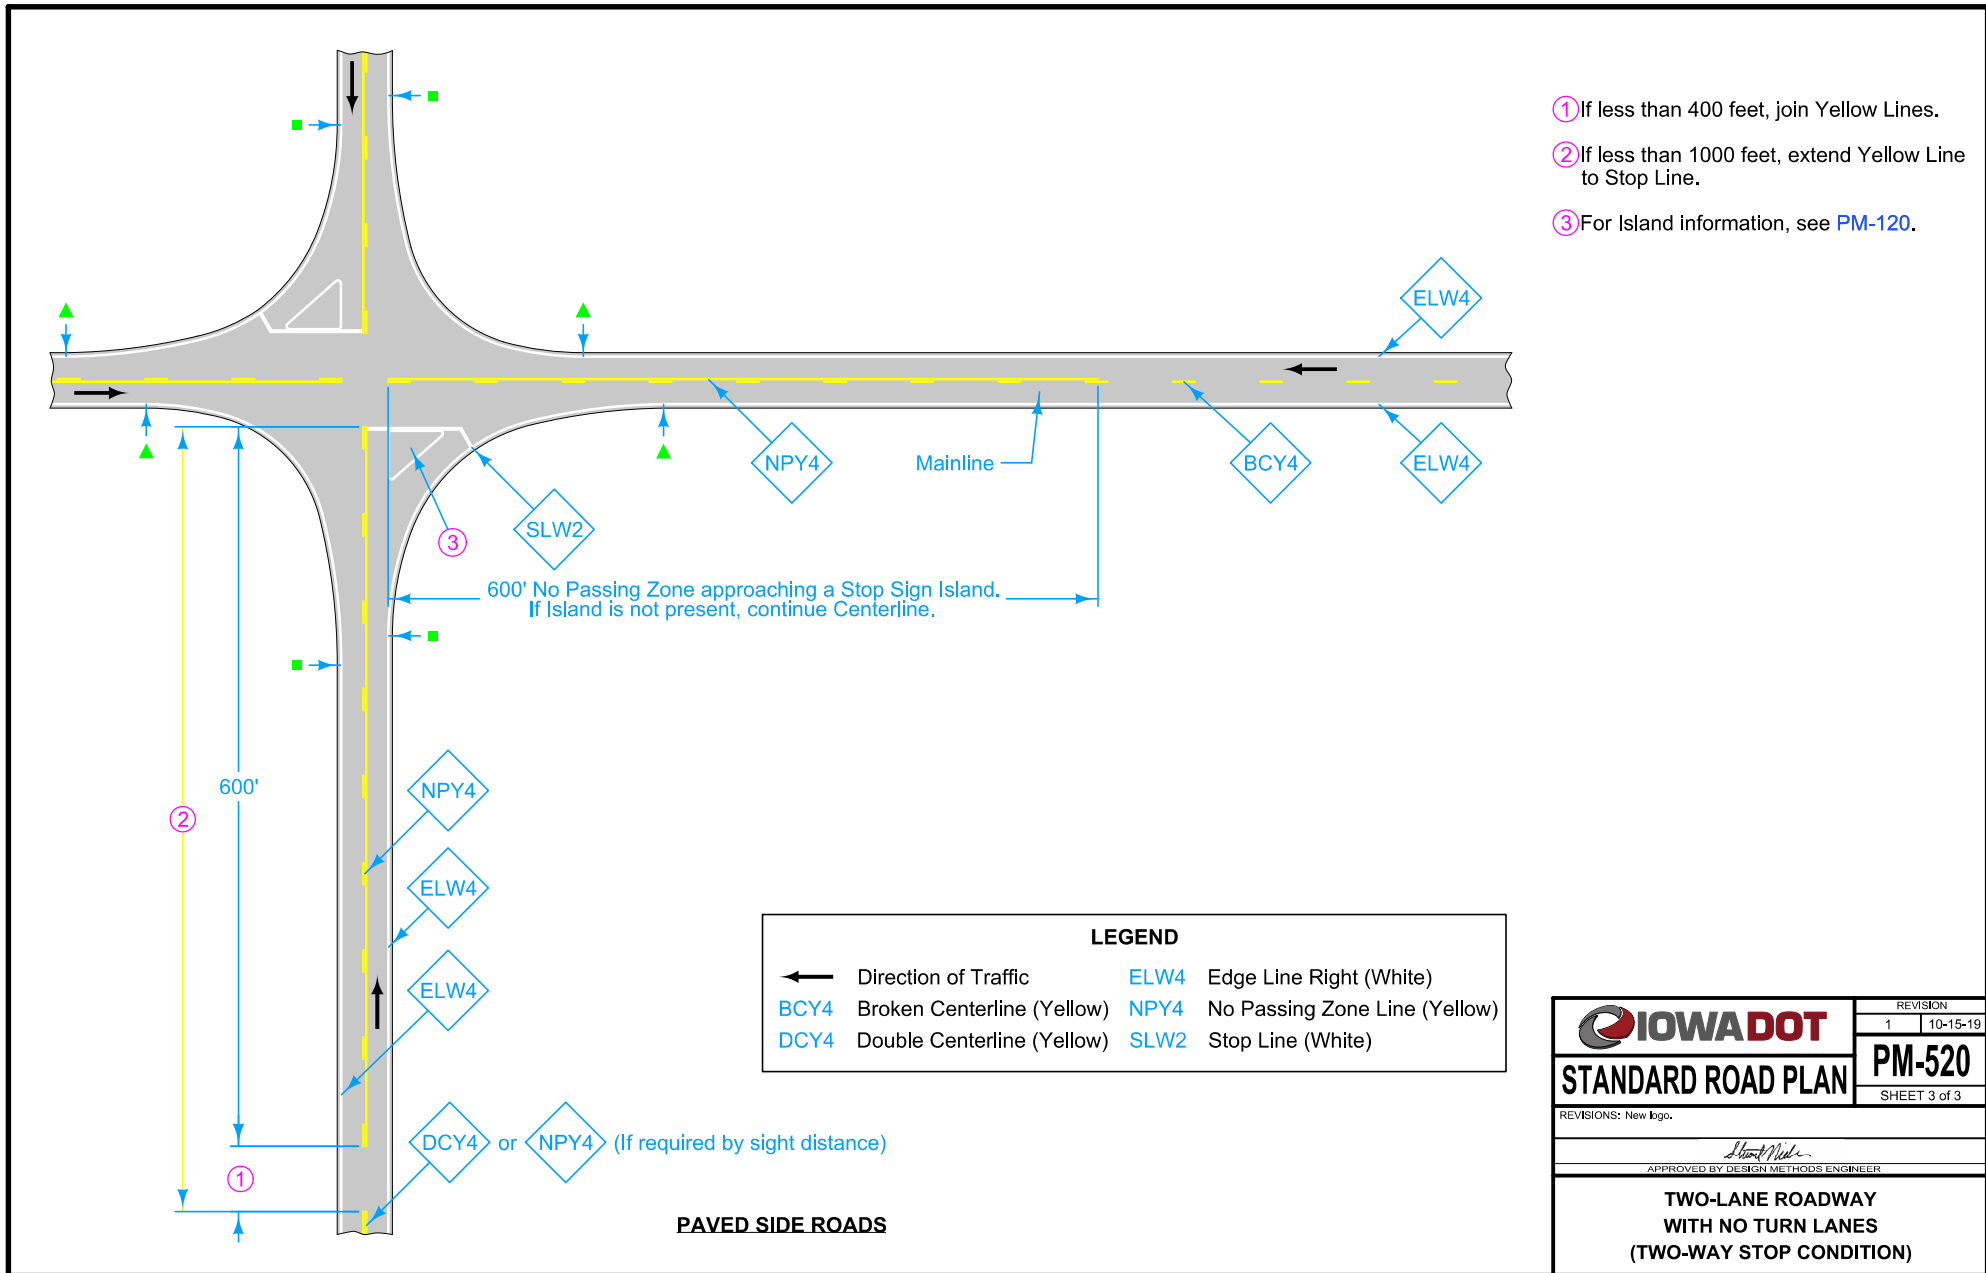 ① If less than 400 feet, join Yellow Lines.
② If less than 1000 feet, extend Yellow Line
to Stop Line.
③ For Island information, see PM-120.
ELW4
NPY4
Mainline
BCY4
ELW4
SLW2
③
600' No Passing Zone approaching a Stop Sign Island.
If Island is not present, continue Centerline.
600'
②
NPY4
ELW4
ELW4
DCY4 or NPY4 (If required by sight distance)
①
PAVED SIDE ROADS
LEGEND
Direction of Traffic
ELW4 Edge Line Right (White)
BCY4 Broken Centerline (Yellow)
NPY4 No Passing Zone Line (Yellow)
DCY4 Double Centerline (Yellow)
SLW2 Stop Line (White)
IOWADOT
REVISION
1 10-15-19
STANDARD ROAD PLAN
PM-520
SHEET 3 of 3
REVISIONS: New logo.
APPROVED BY DESIGN METHODS ENGINEER
TWO-LANE ROADWAY
WITH NO TURN LANES
(TWO-WAY STOP CONDITION)